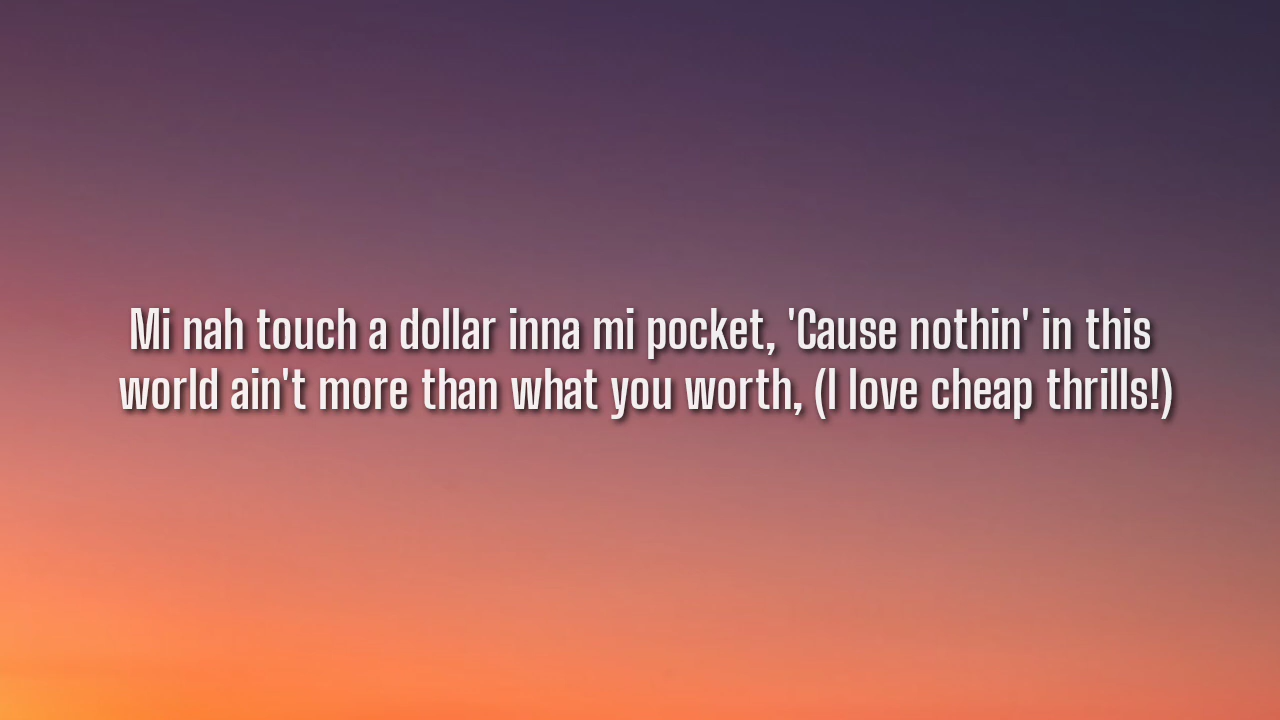 Mi nah touch a dollar inna mi pocket, 'Cause nothin' in this
world ain't more than what you worth, (I love cheap thrills!)